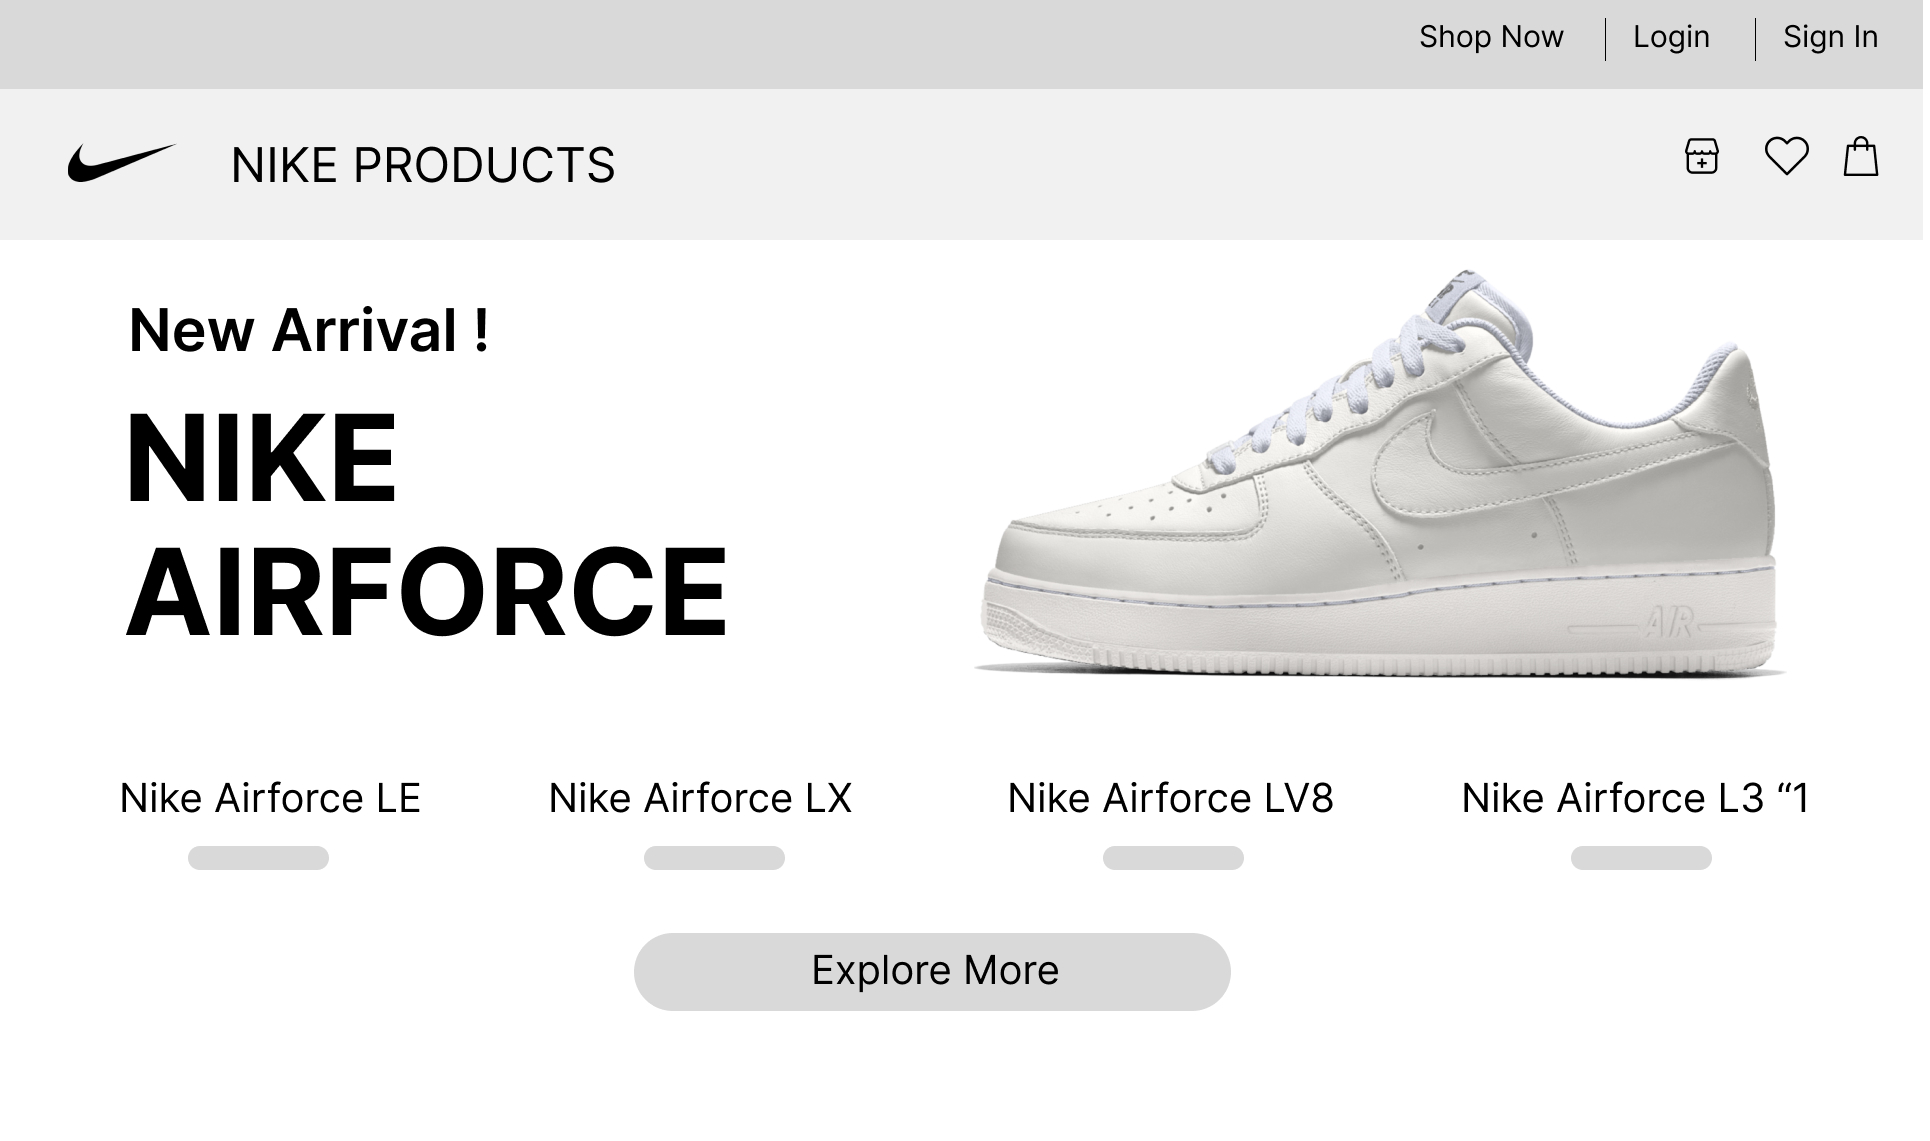 Shop Now
Login
Sign In
NIKE PRODUCTS
New Arrival !
NIKE
AIRFORCE
AIR
Nike Airforce LE
Nike Airforce LX
Nike Airforce LV8
Nike Airforce L3 “1
Explore More